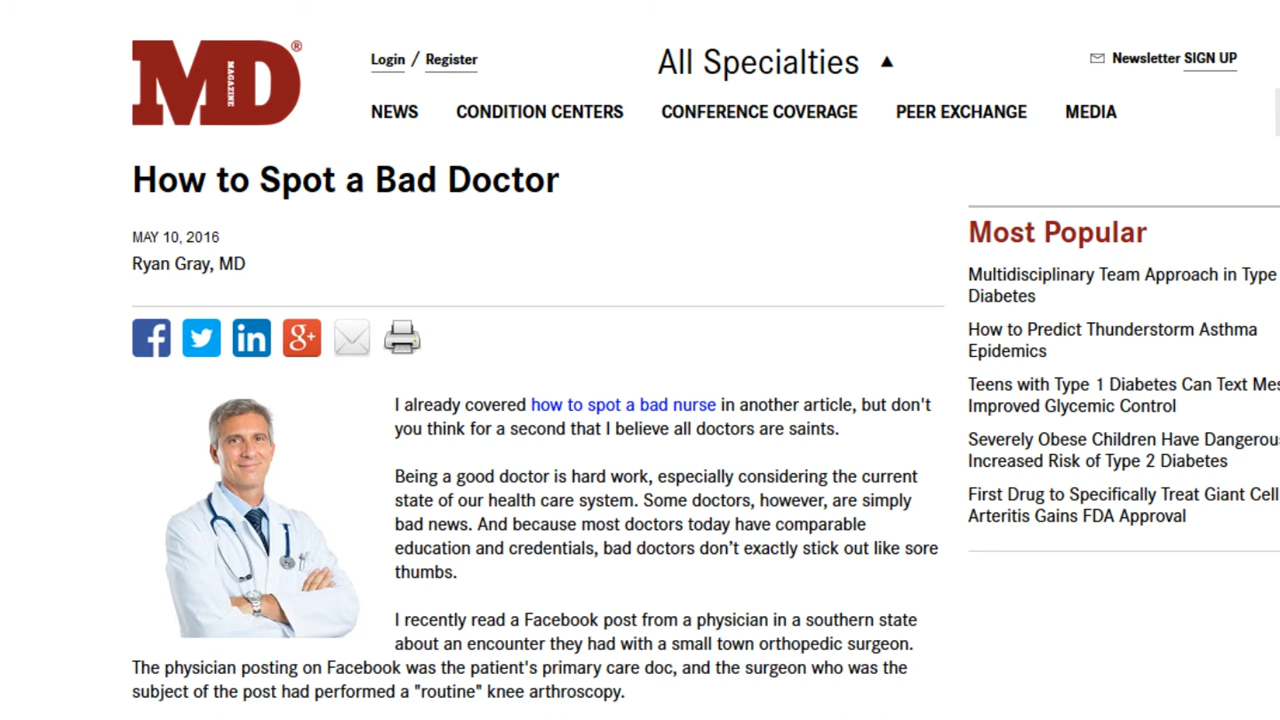 MD®
MAGAZINE
Login / Register
All Specialties ▲
Newsletter SIGN UP
NEWS CONDITION CENTERS CONFERENCE COVERAGE PEER EXCHANGE MEDIA
How to Spot a Bad Doctor
MAY 10, 2016
Ryan Gray, MD
f
in
g+
I already covered how to spot a bad nurse in another article, but don't
you think for a second that I believe all doctors are saints.
Being a good doctor is hard work, especially considering the current
state of our health care system. Some doctors, however, are simply
bad news. And because most doctors today have comparable
education and credentials, bad doctors don’t exactly stick out like sore
thumbs.
I recently read a Facebook post from a physician in a southern state
about an encounter they had with a small town orthopedic surgeon.
The physician posting on Facebook was the patient's primary care doc, and the surgeon who was the
subject of the post had performed a "routine" knee arthroscopy.
Most Popular
Multidisciplinary Team Approach in Type
Diabetes
How to Predict Thunderstorm Asthma
Epidemics
Teens with Type 1 Diabetes Can Text Mes
Improved Glycemic Control
Severely Obese Children Have Dangerous
Increased Risk of Type 2 Diabetes
First Drug to Specifically Treat Giant Cell
Arteritis Gains FDA Approval